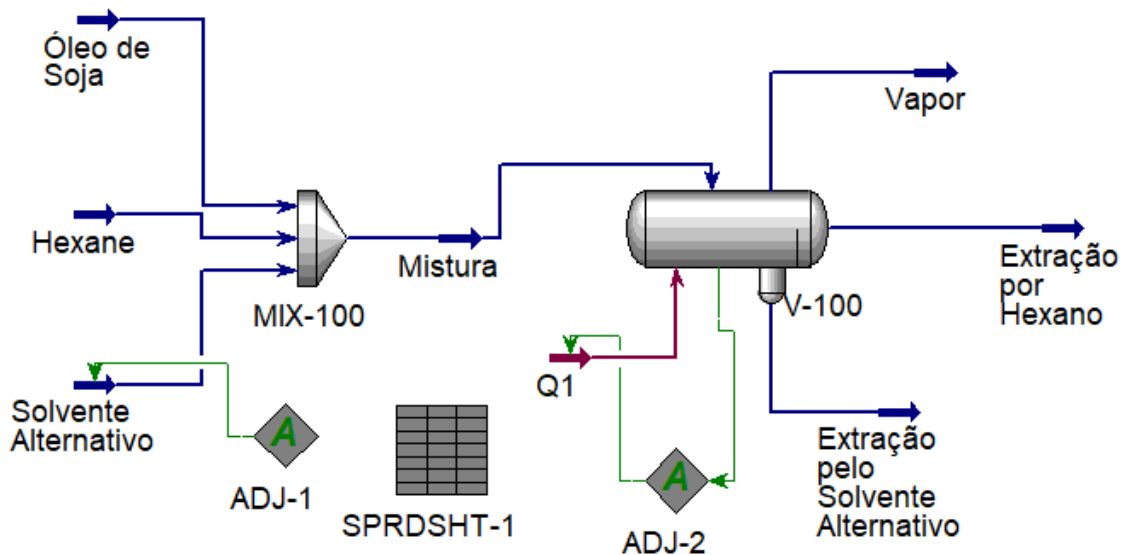 Óleo de
Soja
Vapor
Hexane
Mistura
MIX-100
V-100
Extração
por
Hexano
Solvente
Alternativo
A
ADJ-1
SPRDSHT-1
Q1
A
ADJ-2
Extração
pelo
Solvente
Alternativo